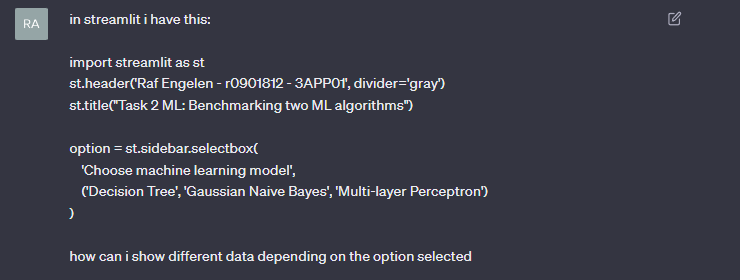 RA
in streamlit i have this:
import streamlit as st
st.header('Raf Engelen - r0901812 - 3APP01', divider='gray')
st.title("Task 2 ML: Benchmarking two ML algorithms")
option = st.sidebar.selectbox(
'Choose machine learning model',
('Decision Tree', 'Gaussian Naive Bayes', 'Multi-layer Perceptron')
)
how can i show different data depending on the option selected